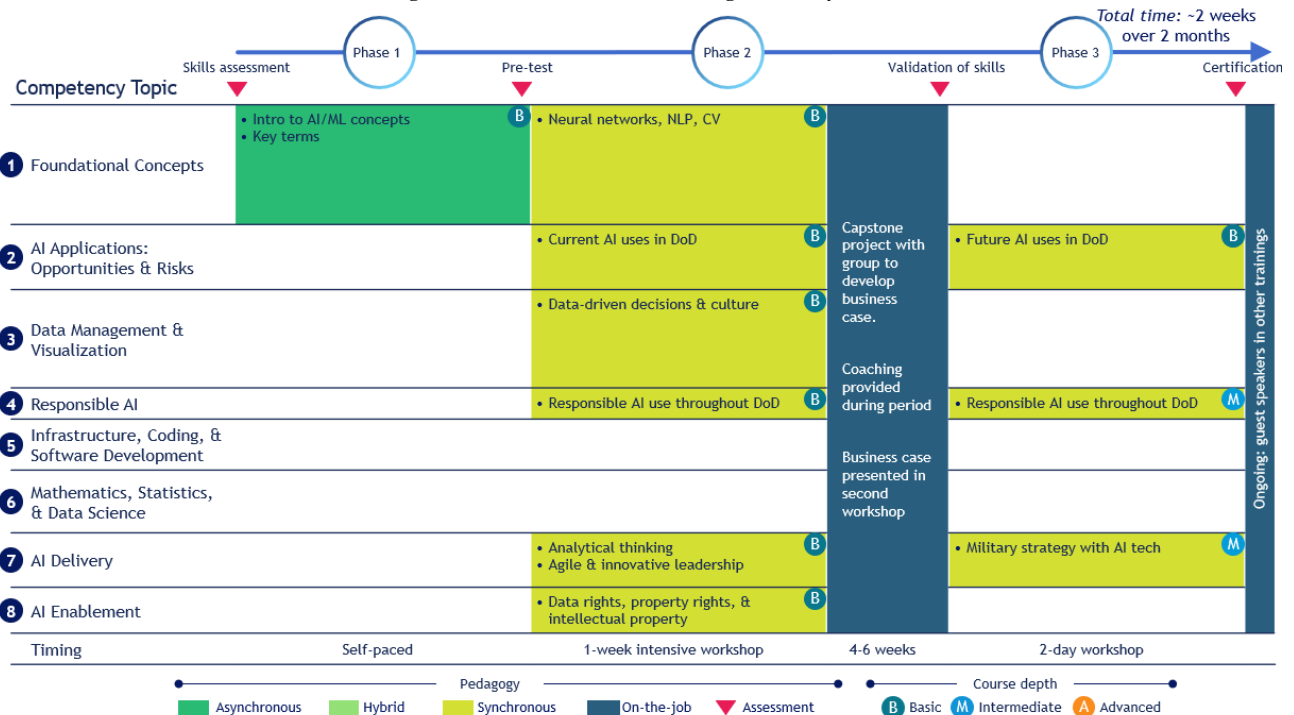 Total time: ~2 weeks
over 2 months
Phase 1
Phase 2
Phase 3
Skills assessment
Pre-test
Validation of skills
Certification
Competency Topic
1 Foundational Concepts
• Intro to AI/ML concepts
• Key terms
B
• Neural networks, NLP, CV
B
2 AI Applications:
Opportunities & Risks
• Current AI uses in DoD
B
• Future AI uses in DoD
B
3 Data Management &
Visualization
• Data-driven decisions & culture
B
4 Responsible AI
• Responsible AI use throughout DoD
B
• Responsible AI use throughout DoD
M
5 Infrastructure, Coding, &
Software Development
6 Mathematics, Statistics,
& Data Science
7 AI Delivery
• Analytical thinking
• Agile & innovative leadership
B
• Military strategy with AI tech
M
8 AI Enablement
• Data rights, property rights, &
intellectual property
B
Capstone
project with
group to
develop
business
case.
Coaching
provided
during period
Business case
presented in
second
workshop
Ongoing: guest speakers in other trainings
Timing
Self-paced
1-week intensive workshop
4-6 weeks
2-day workshop
Pedagogy
Course depth
Asynchronous
Hybrid
Synchronous
On-the-job
Assessment
B Basic
M Intermediate
A Advanced